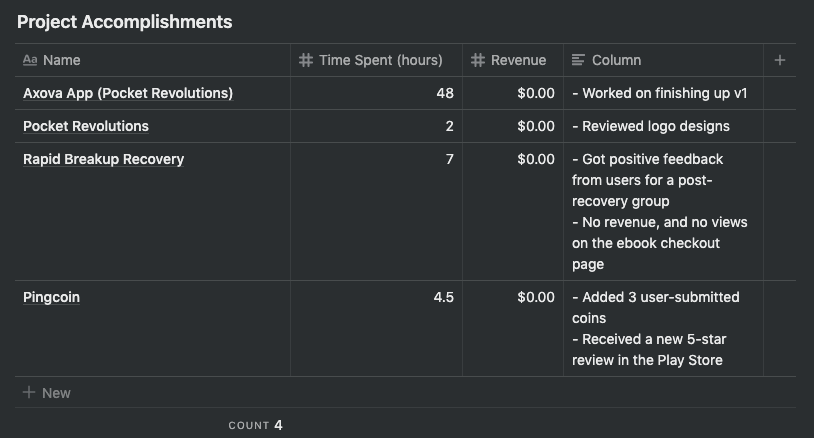 Project Accomplishments
Aa Name # Time Spent (hours) # Revenue Column +
Axova App (Pocket Revolutions) 48 $0.00 - Worked on finishing up v1
Pocket Revolutions 2 $0.00 - Reviewed logo designs
Rapid Breakup Recovery 7 $0.00 - Got positive feedback
from users for a post-
recovery group
- No revenue, and no views
on the ebook checkout
page
Pingcoin 4.5 $0.00 - Added 3 user-submitted
coins
- Received a new 5-star
review in the Play Store
+ New
COUNT 4